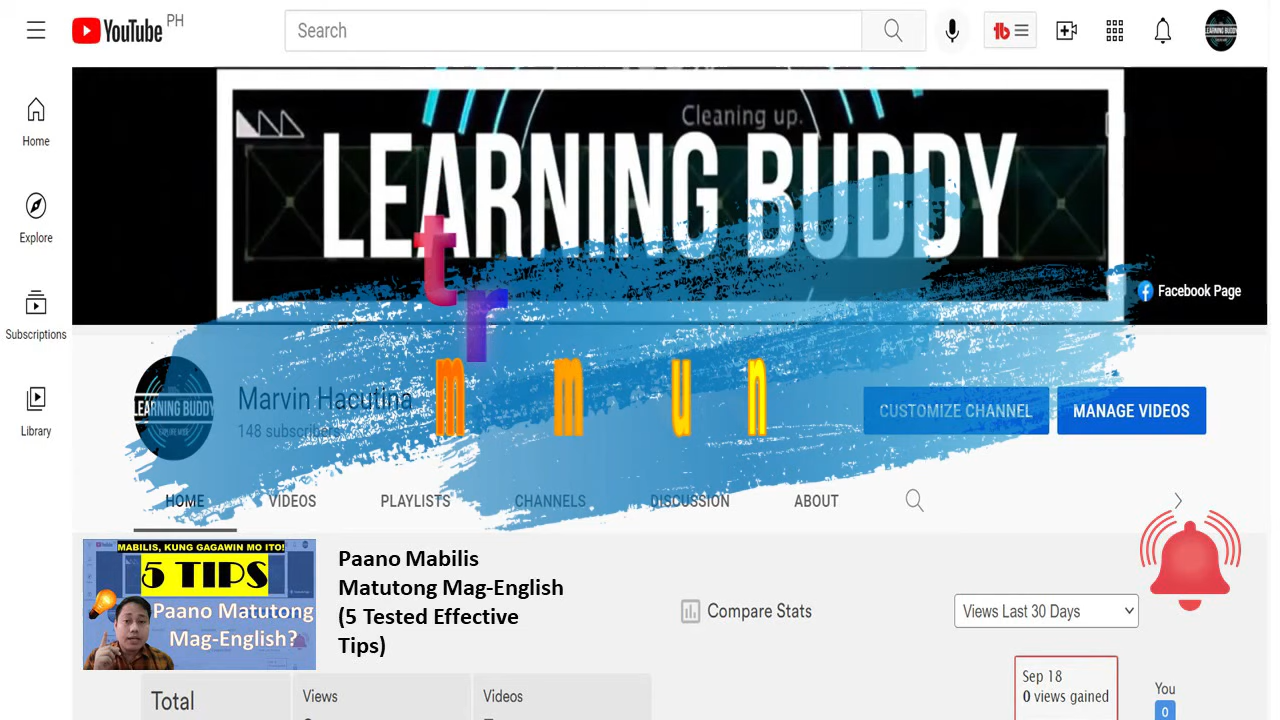 YouTube PH
Search
Home
Explore
Subscriptions
Library
Cleaning up.
LEARNING BUDDY
Facebook Page
t
r
m m u n
LEARNING BUDDY
Marvin Hacutina
148 subscribers
CUSTOMIZE CHANNEL
MANAGE VIDEOS
HOME VIDEOS PLAYLISTS CHANNELS DISCUSSION ABOUT
MABILIS, KUNG GAGAWIN MO ITO!
5 TIPS
Paano Matutong
Mag-English?
Paano Mabilis
Matutong Mag-English
(5 Tested Effective
Tips)
Compare Stats
Views Last 30 Days
Total
Views
Videos
Sep 18
0 views gained
You
0